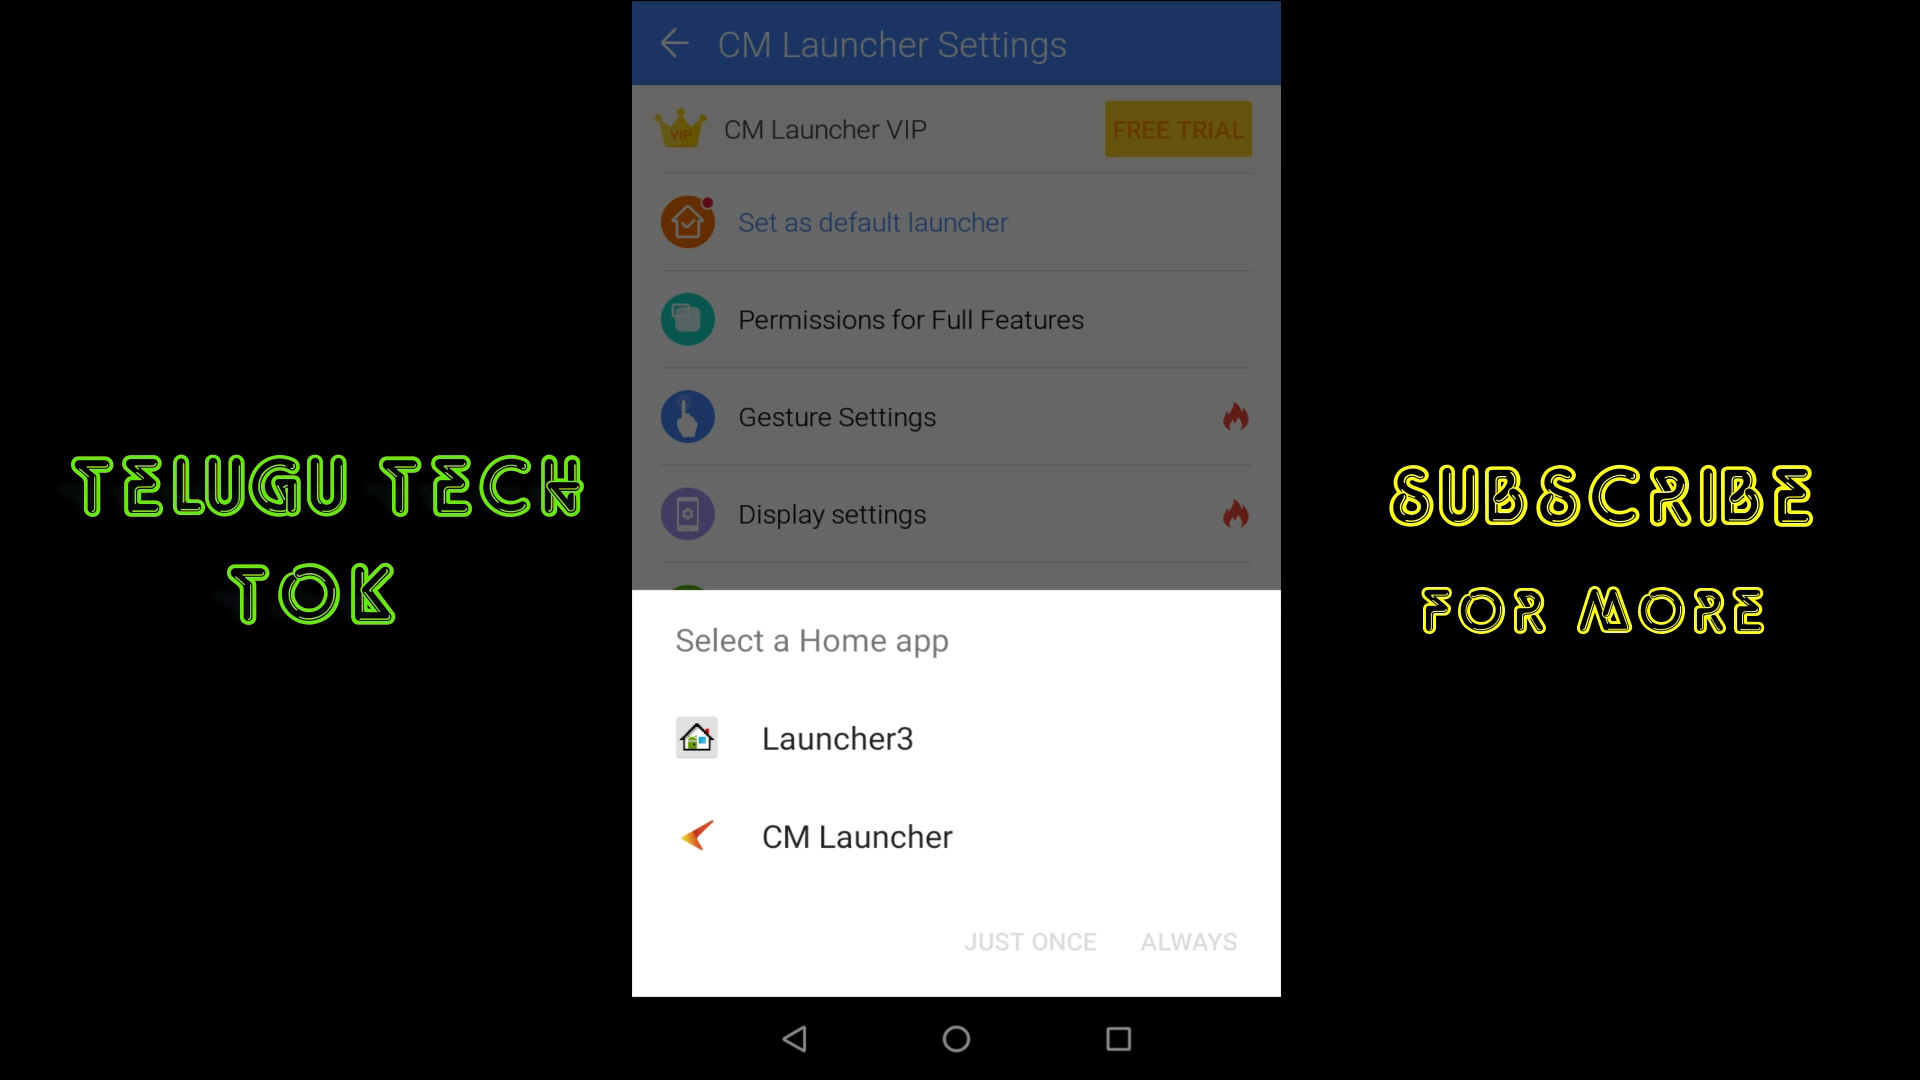 CM Launcher Settings
VIP
CM Launcher VIP
FREE TRIAL
Set as default launcher
Permissions for Full Features
Gesture Settings
Display settings
TELUGU TECH
TOK
SUBSCRIBE
FOR MORE
Select a Home app
Launcher3
CM Launcher
JUST ONCE
ALWAYS